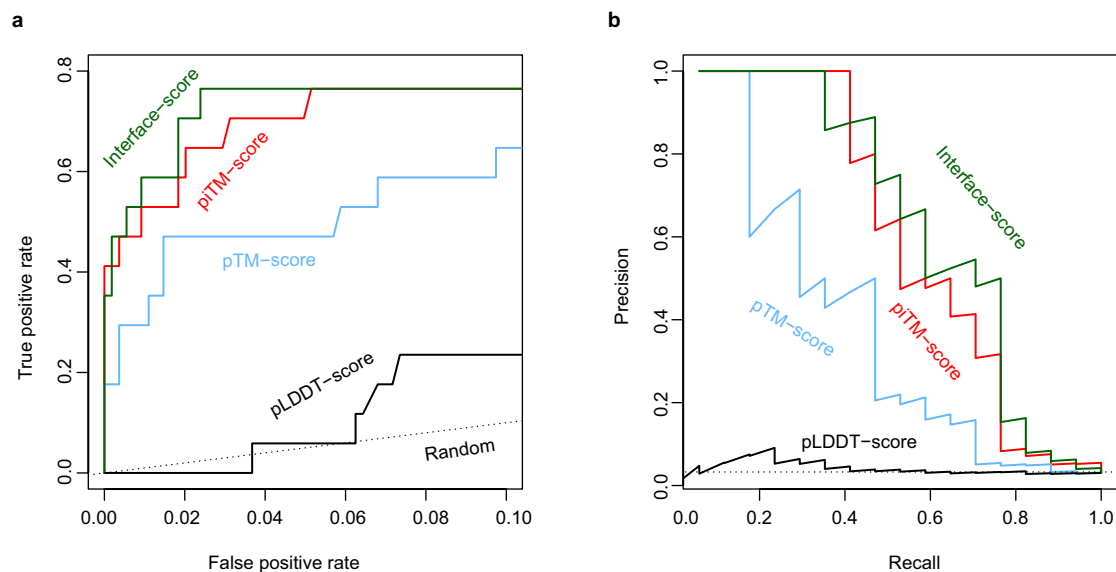 a
True positive rate
0.8
0.6
0.4
0.2
0.0
Interface−score
piTM−score
pTM−score
pLDDT−score
Random
0.00 0.02 0.04 0.06 0.08 0.10
False positive rate
b
Precision
1.0
0.8
0.6
0.4
0.2
0.0
Interface−score
pTM−score
piTM−score
pLDDT−score
0.0 0.2 0.4 0.6 0.8 1.0
Recall